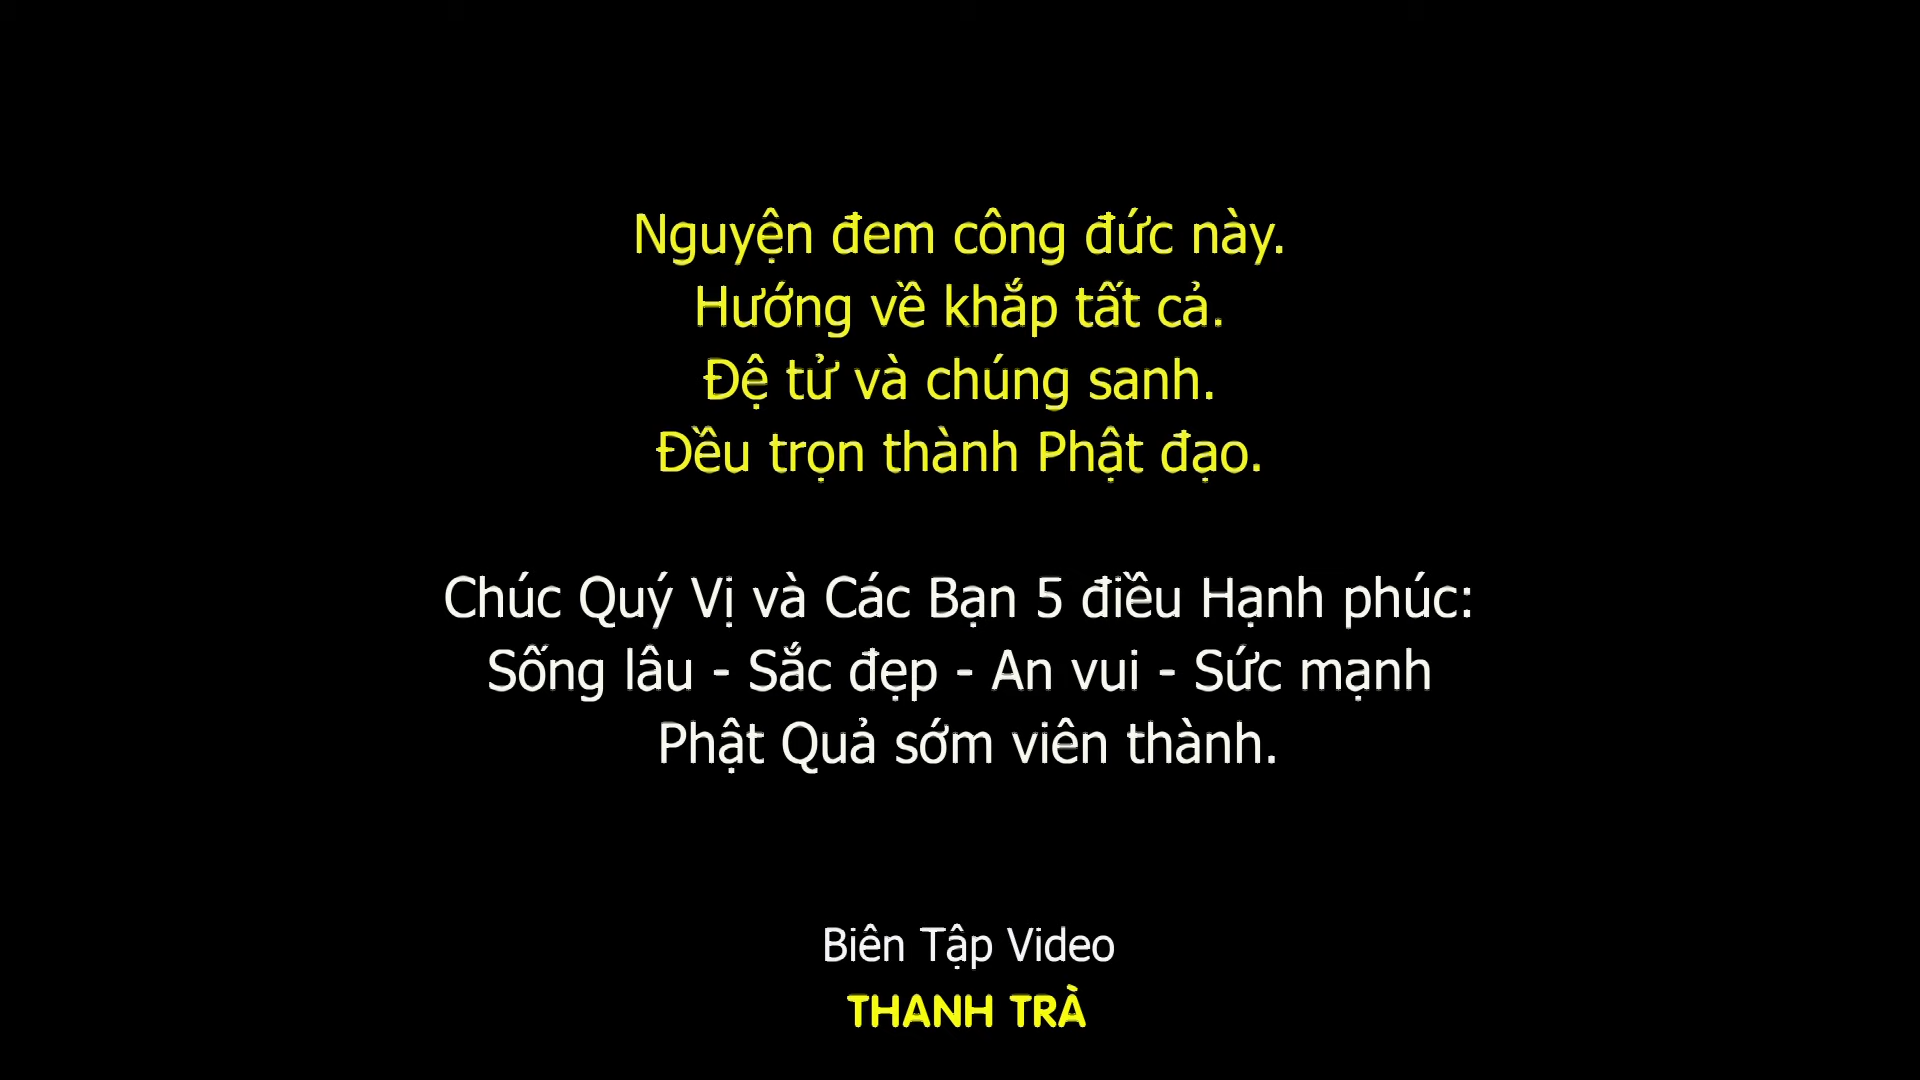 Nguyện đem công đức này.
Hướng về khắp tất cả.
Đệ tử và chúng sanh.
Đều trọn thành Phật đạo.
Chúc Quý Vị và Các Bạn 5 điều Hạnh phúc:
Sống lâu - Sắc đẹp - An vui - Sức mạnh
Phật Quả sớm viên thành.
Biên Tập Video
THANH TRÀ